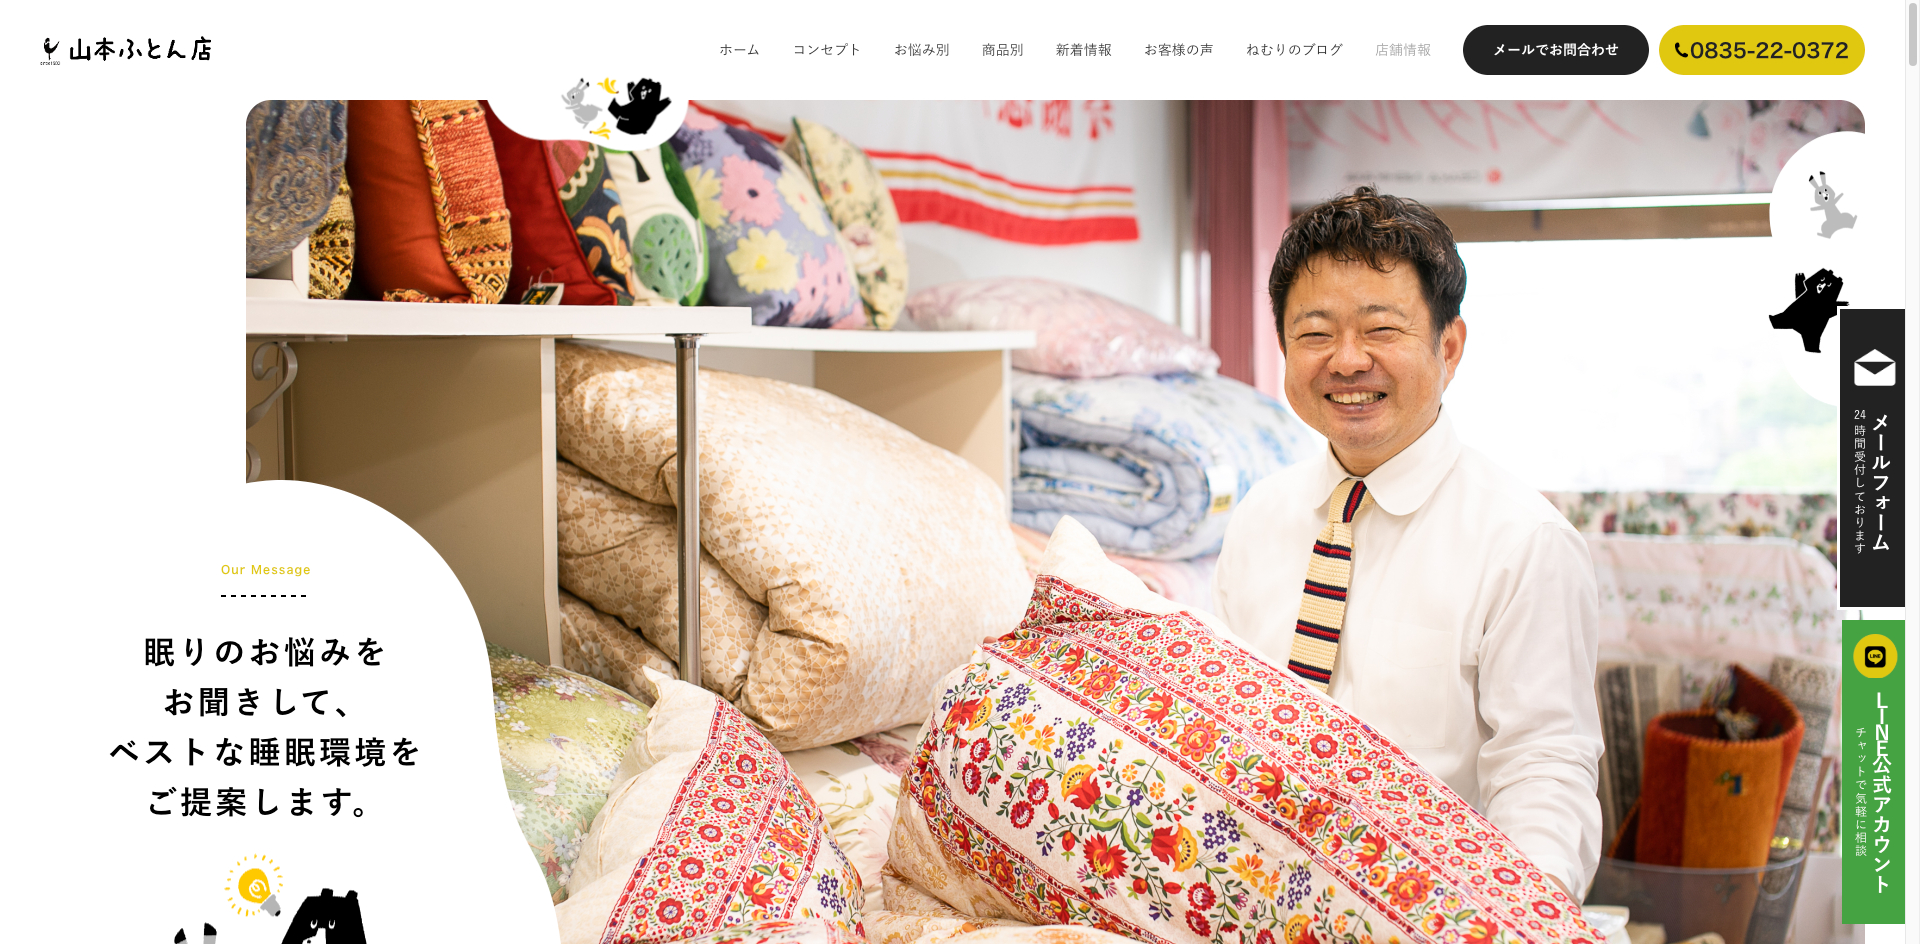 山本ふとん店
ホーム
コンセプト
お悩み別
商品別
新着情報
お客様の声
ねむりのブログ
店舗情報
メールでお問合わせ
0835-22-0372
Our Message
眠りのお悩みを
お聞きして、
ベストな睡眠環境を
ご提案します。
メールフォーム
24時間受付しております
LINE
LINE公式アカウント
チャットで気軽に相談